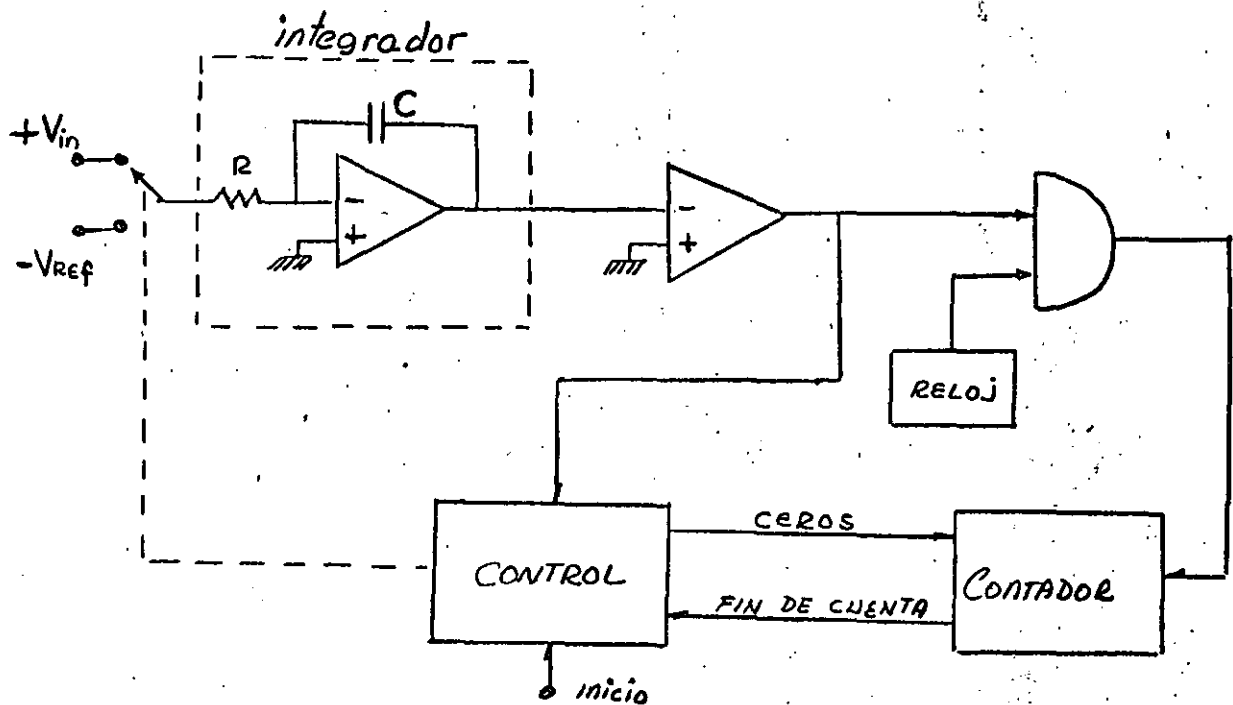 integrador
C
+Vin
R
-
+
-VREf
-
+
RELOj
CONTROL
CEROS
FIN DE CUENTA
CONTADOR
inicio